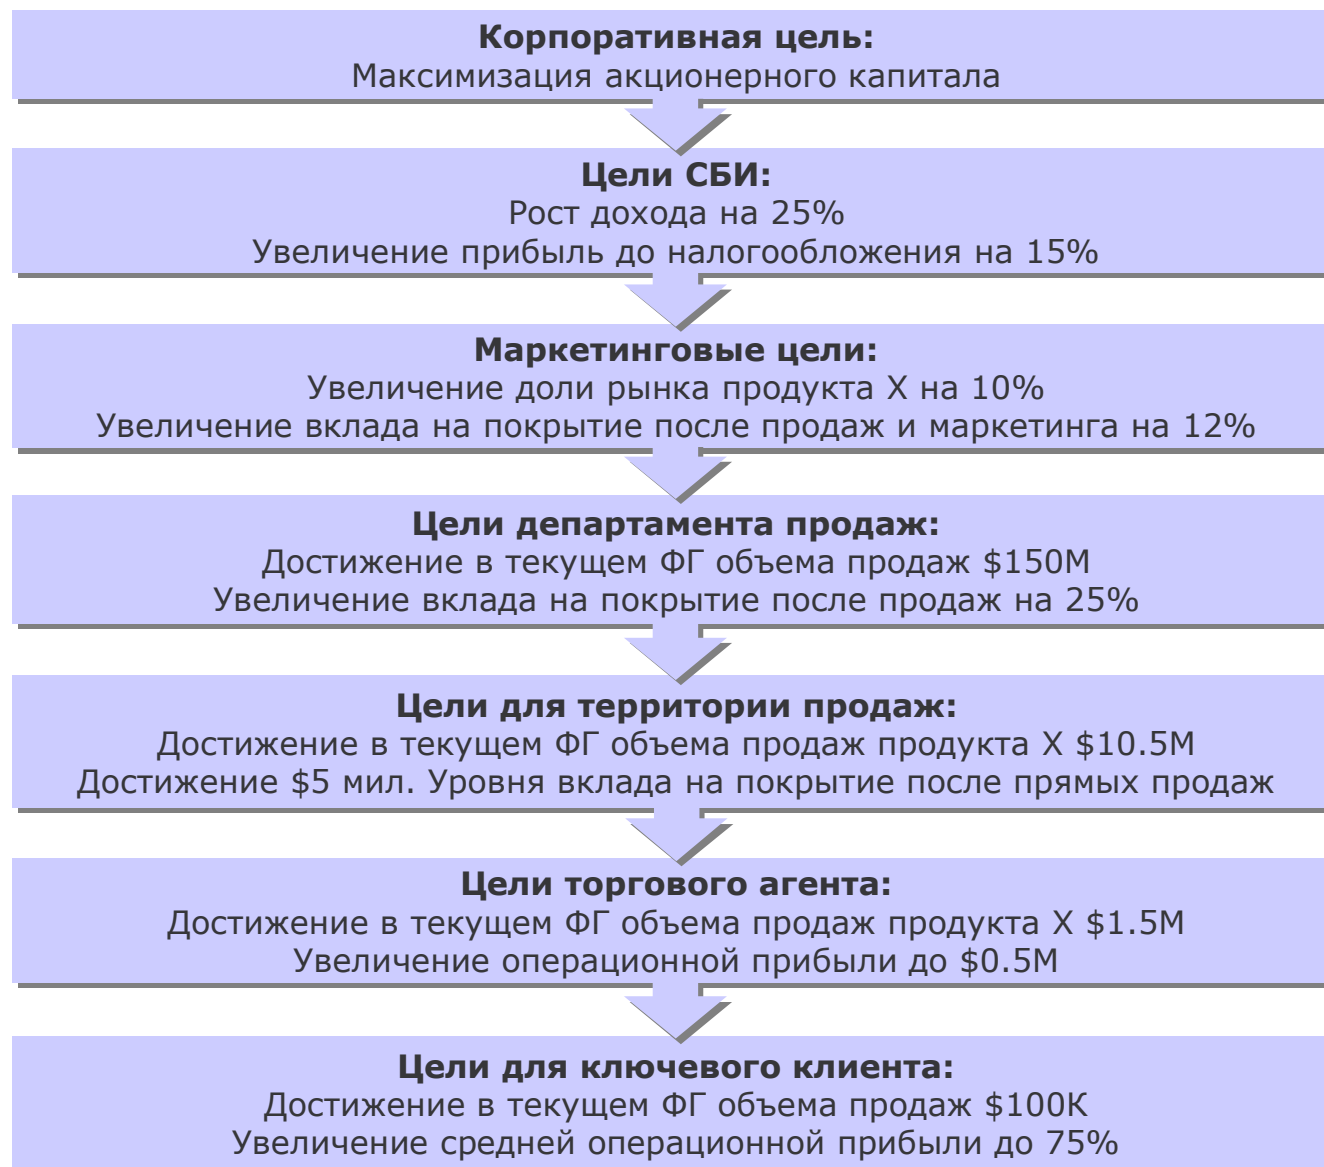 Корпоративная цель:
Максимизация акционерного капитала
Цели СБИ:
Рост дохода на 25%
Увеличение прибыль до налогообложения на 15%
Маркетинговые цели:
Увеличение доли рынка продукта X на 10%
Увеличение вклада на покрытие после продаж и маркетинга на 12%
Цели департамента продаж:
Достижение в текущем ФГ объема продаж $150M
Увеличение вклада на покрытие после продаж на 25%
Цели для территории продаж:
Достижение в текущем ФГ объема продаж продукта X $10.5M
Достижение $5 мил. Уровня вклада на покрытие после прямых продаж
Цели торгового агента:
Достижение в текущем ФГ объема продаж продукта X $1.5M
Увеличение операционной прибыли до $0.5M
Цели для ключевого клиента:
Достижение в текущем ФГ объема продаж $100К
Увеличение средней операционной прибыли до 75%